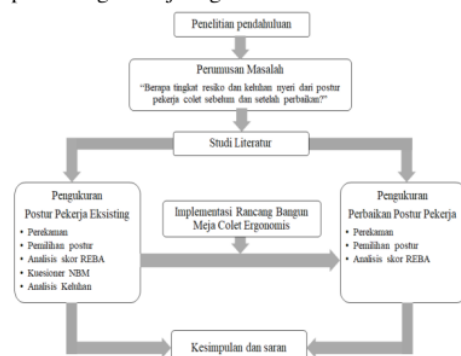 Penelitian pendahuluan
Perumusan Masalah
“Berapa tingkat resiko dan keluhan nyeri dari postur
pekerja colet sebelum dan setelah perbaikan?”
Studi Literatur
Pengukuran
Postur Pekerja Eksisting
• Perekaman
• Pemilihan postur
• Analisis skor REBA
• Kuesioner NBM
• Analisis Keluhan
Implementasi Rancang Bangun
Meja Colet Ergonomis
Pengukuran
Perbaikan Postur Pekerja
• Perekaman
• Pemilihan postur
• Analisis skor REBA
Kesimpulan dan saran